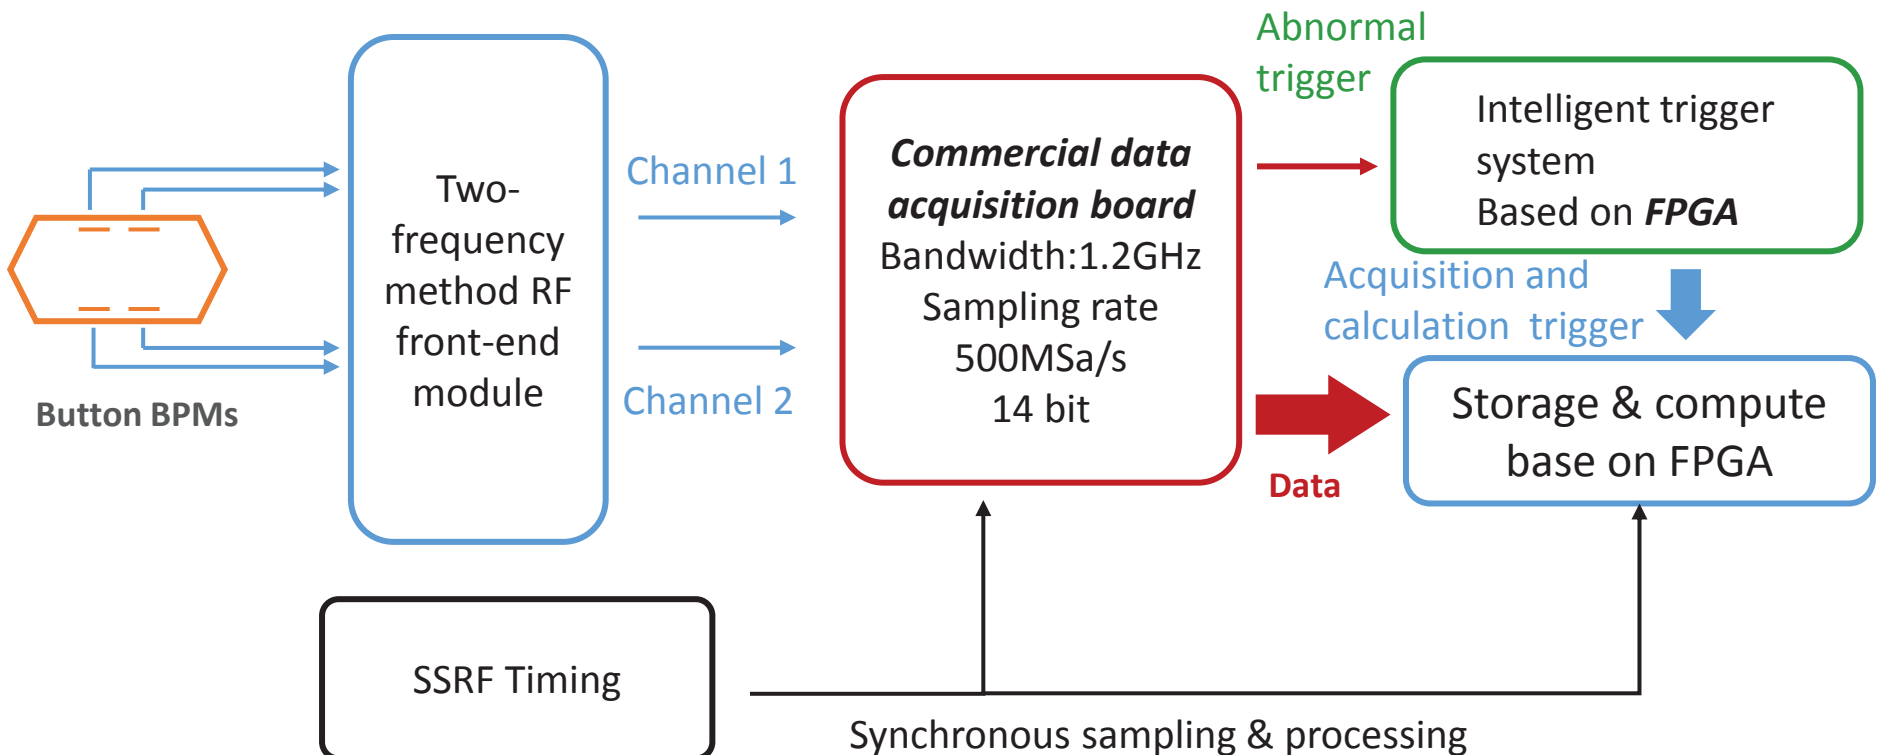 Button BPMs
Two-
frequency
method RF
front-end
module
Channel 1
Channel 2
Commercial data
acquisition board
Bandwidth:1.2GHz
Sampling rate
500MSa/s
14 bit
Abnormal
trigger
Intelligent trigger
system
Based on FPGA
Acquisition and
calculation trigger
Data
Storage & compute
base on FPGA
SSRF Timing
Synchronous sampling & processing